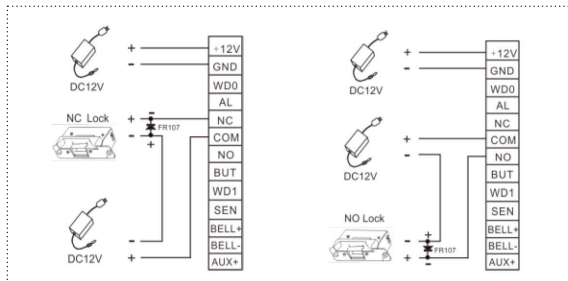 + - DC12V
NC Lock
+ - - + FR107
- + DC12V
+12V
GND
WD0
AL
NC
COM
NO
BUT
WD1
SEN
BELL+
BELL-
AUX+
+ - DC12V
+ - DC12V
NO Lock
- + + - FR107
+12V
GND
WD0
AL
NC
COM
NO
BUT
WD1
SEN
BELL+
BELL-
AUX+